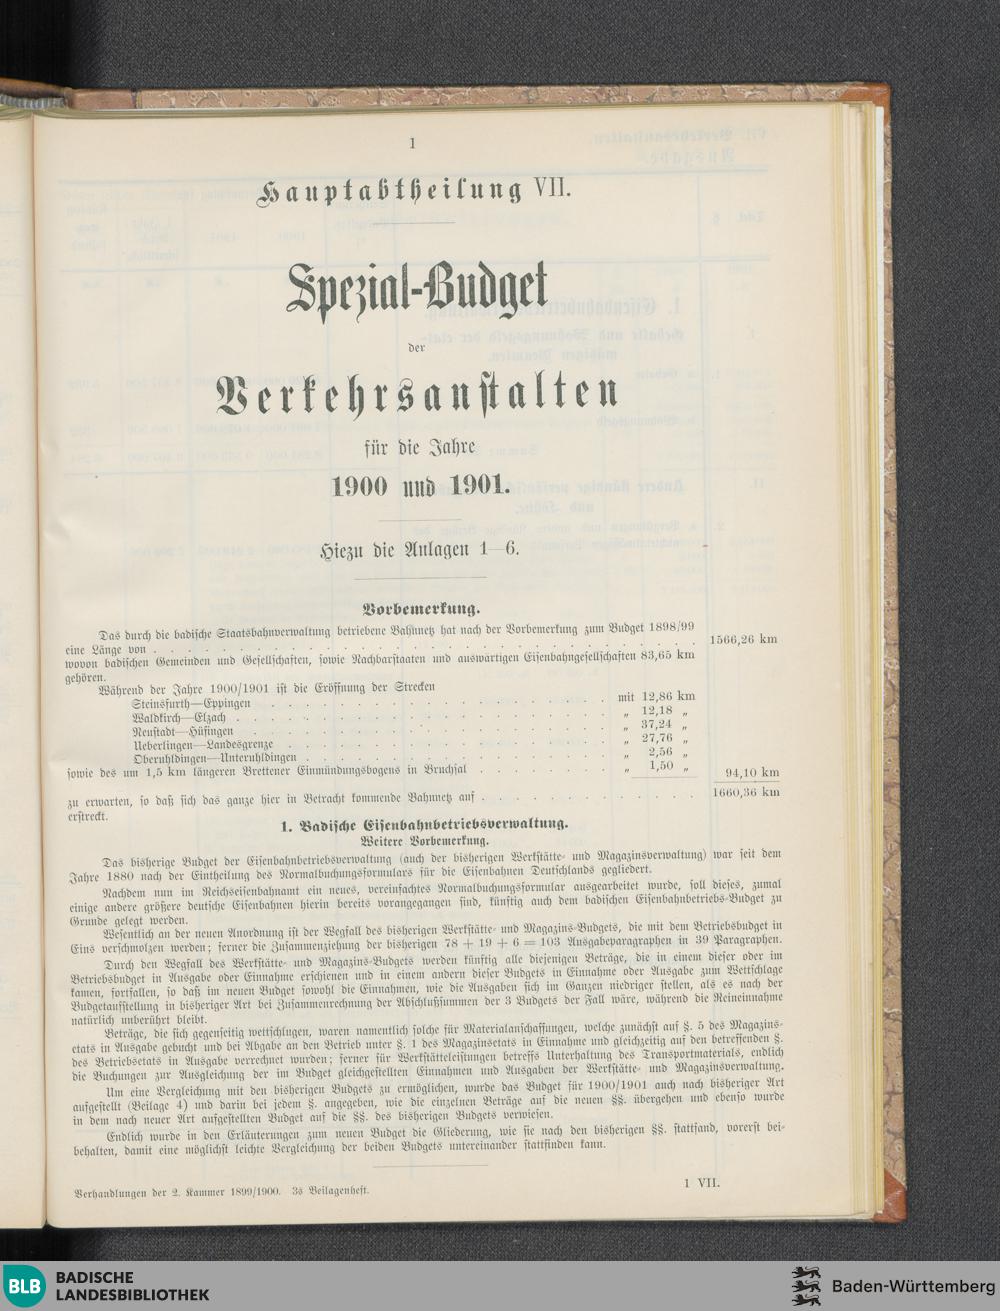 1
Hauptabtheilung VII.
Spezial-Budget
der
Verkehrsanstalten
für die Jahre
1900 und 1901.
Hiezu die Anlagen 1—6.
Vorbemerkung.
Das durch die badische Staatsbahnverwaltung betriebene Bahnnetz hat nach der Vorbemerkung zum Budget 1898/99
eine Länge von . . . . . . . . . . . . . . . . . . . . . . . . . . 1566,26 km
wovon badischen Gemeinden und Gesellschaften, sowie Nachbarstaaten und auswärtigen Eisenbahngesellschaften 83,65 km
gehören.
Während der Jahre 1900/1901 ist die Eröffnung der Strecken
Steinsfurth—Eppingen . . . . . . . . . . . . . . . . mit 12,86 km
Waldkirch—Elzach . . . . . . . . . . . . . . . . . „ 12,18 „
Neustadt—Hüfingen . . . . . . . . . . . . . . . . . „ 37,24 „
Ueberlingen—Landesgrenze . . . . . . . . . . . . . . . „ 27,76 „
Oberuhldingen—Unteruhldingen . . . . . . . . . . . . . . „ 2,56 „
sowie des um 1,5 km längeren Brettener Einmündungsbogens in Bruchsal . . . . . . . „ 1,50 „ 94,10 km
zu erwarten, so daß sich das ganze hier in Betracht kommende Bahnnetz auf . . . . . . . . . . . . . 1660,36 km
erstreckt.
1. Badische Eisenbahnbetriebsverwaltung.
Weitere Vorbemerkung.
Das bisherige Budget der Eisenbahnbetriebsverwaltung (auch der bisherigen Werkstätte- und Magazinsverwaltung) war seit dem
Jahre 1880 nach der Eintheilung des Normalbuchungsformulars für die Eisenbahnen Deutschlands gegliedert.
Nachdem nun im Reichseisenbahnamt ein neues, vereinfachtes Normalbuchungsformular ausgearbeitet wurde, soll dieses, zumal
einige andere größere deutsche Eisenbahnen hierin bereits vorangegangen sind, künftig auch dem badischen Eisenbahnbetriebs-Budget zu
Grunde gelegt werden.
Wesentlich an der neuen Anordnung ist der Wegfall des bisherigen Werkstätte- und Magazins-Budgets, die mit dem Betriebsbudget in
Eins verschmolzen werden; ferner die Zusammenziehung der bisherigen 78 + 19 + 6 = 103 Ausgabeparagraphen in 39 Paragraphen.
Durch den Wegfall des Werkstätte- und Magazins-Budgets werden künftig alle diejenigen Beträge, die in einem dieser oder im
Betriebsbudget in Ausgabe oder Einnahme erschienen und in einem andern dieser Budgets in Einnahme oder Ausgabe zum Wettschlage
kamen, fortfallen, so daß im neuen Budget sowohl die Einnahmen, wie die Ausgaben sich im Ganzen niedriger stellen, als es nach der
Budgetaufstellung in bisheriger Art bei Zusammenrechnung der Abschlußsummen der 3 Budgets der Fall wäre, während die Reineinnahme
natürlich unberührt bleibt.
Beträge, die sich gegenseitig wettschlugen, waren namentlich solche für Materialanschaffungen, welche zunächst auf §. 5 des Magazins-
etats in Ausgabe gebucht und bei Abgabe an den Betrieb unter §. 1 des Magazinsetats in Einnahme und gleichzeitig auf den betreffenden §.
des Betriebsetats in Ausgabe verrechnet wurden; ferner für Werkstätteleistungen betreffs Unterhaltung des Transportmaterials, endlich
die Buchungen zur Ausgleichung der im Budget gleichgestellten Einnahmen und Ausgaben der Werkstätte- und Magazinsverwaltung.
Um eine Vergleichung mit den bisherigen Budgets zu ermöglichen, wurde das Budget für 1900/1901 auch nach bisheriger Art
aufgestellt (Beilage 4) und darin bei jedem §. angegeben, wie die einzelnen Beträge auf die neuen §§. übergehen und ebenso wurde
in dem nach neuer Art aufgestellten Budget auf die §§. des bisherigen Budgets verwiesen.
Endlich wurde in den Erläuterungen zum neuen Budget die Gliederung, wie sie nach den bisherigen §§. stattfand, vorerst bei-
behalten, damit eine möglichst leichte Vergleichung der beiden Budgets untereinander stattfinden kann.
Verhandlungen der 2. Kammer 1899/1900. 3s Beilagenheft. 1 VII.
BLB BADISCHE
LANDESBIBLIOTHEK
Baden-Württemberg